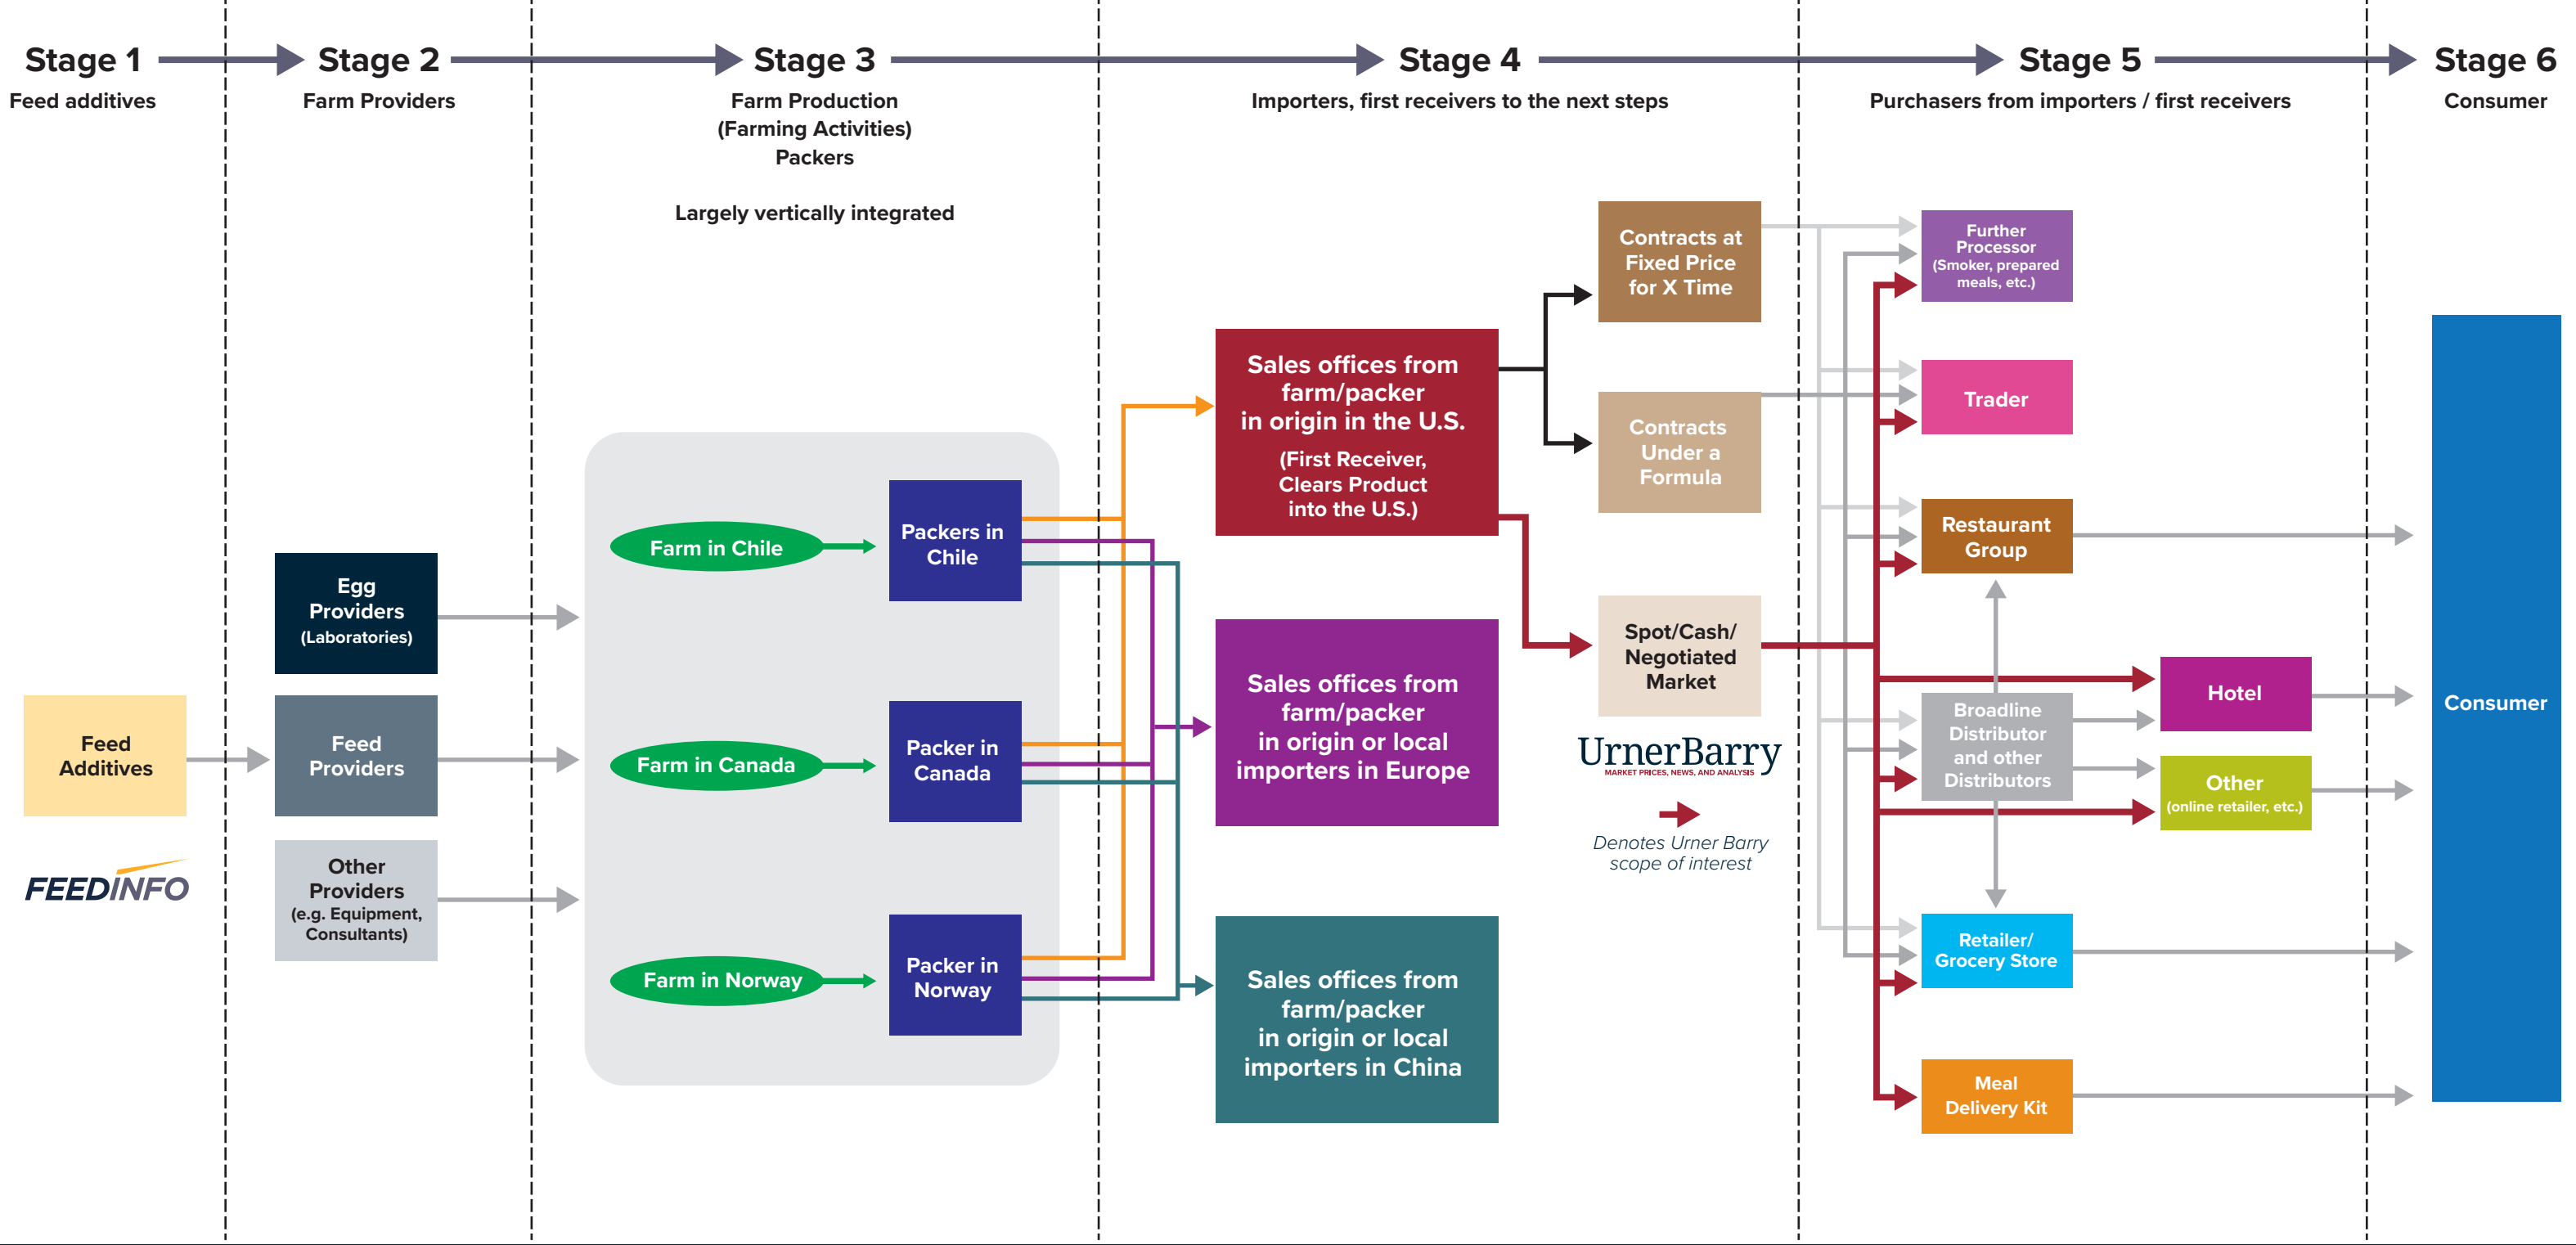 Stage 1
Feed additives
Stage 2
Farm Providers
Stage 3
Farm Production
(Farming Activities)
Packers
Largely vertically integrated
Stage 4
Importers, first receivers to the next steps
Stage 5
Purchasers from importers / first receivers
Stage 6
Consumer
Feed
Additives
FEEDINFO
Egg
Providers
(Laboratories)
Feed
Providers
Other
Providers
(e.g. Equipment,
Consultants)
Farm in Chile
Farm in Canada
Farm in Norway
Packers in
Chile
Packer in
Canada
Packer in
Norway
Sales offices from
farm/packer
in origin in the U.S.
(First Receiver,
Clears Product
into the U.S.)
Sales offices from
farm/packer
in origin or local
importers in Europe
Sales offices from
farm/packer
in origin or local
importers in China
Contracts at
Fixed Price
for X Time
Contracts
Under a
Formula
Spot/Cash/
Negotiated
Market
UrnerBarry
MARKET PRICES, NEWS, AND ANALYSIS
Denotes Urner Barry
scope of interest
Further
Processor
(Smoker, prepared
meals, etc.)
Trader
Restaurant
Group
Broadline
Distributor
and other
Distributors
Hotel
Other
(online retailer, etc.)
Retailer/
Grocery Store
Meal
Delivery Kit
Consumer